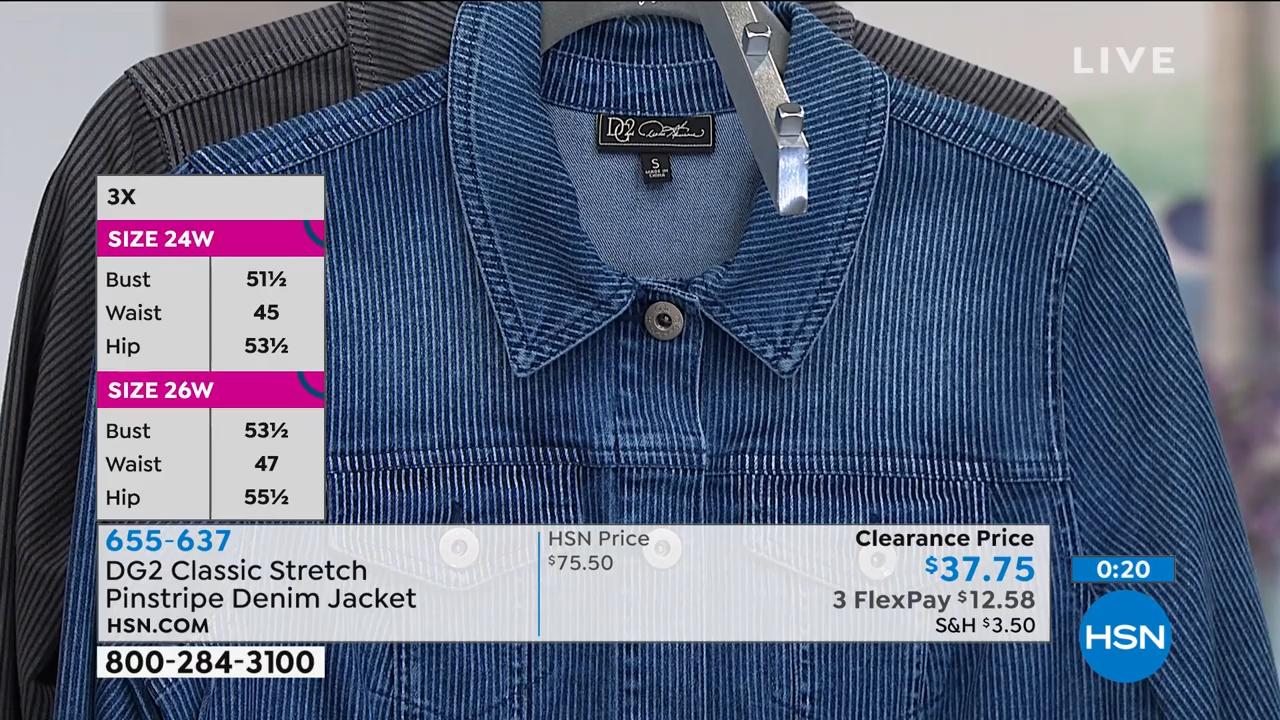 LIVE
DG2
S
MADE IN
CHINA
3X
SIZE 24W
Bust 51½
Waist 45
Hip 53½
SIZE 26W
Bust 53½
Waist 47
Hip 55½
655-637
DG2 Classic Stretch
Pinstripe Denim Jacket
HSN.COM
HSN Price
$75.50
Clearance Price
$37.75
3 FlexPay $12.58
S&H $3.50
0:20
HSN
800-284-3100